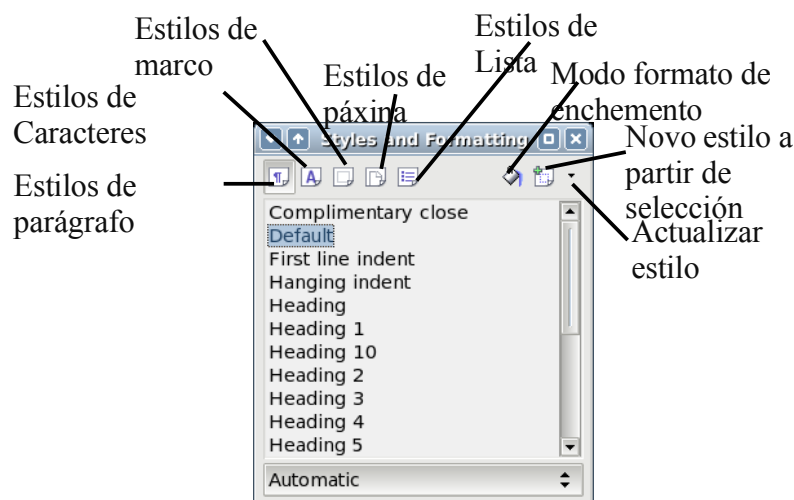 Estilos de
marco
Estilos de
Lista
Estilos de
páxina
Modo formato de
enchemento
Estilos de
Caracteres
Novo estilo a
partir de
selección
Estilos de
parágrafo
Actualizar
estilo
Styles and Formatting
Complimentary close
Default
First line indent
Hanging indent
Heading
Heading 1
Heading 10
Heading 2
Heading 3
Heading 4
Heading 5
Automatic